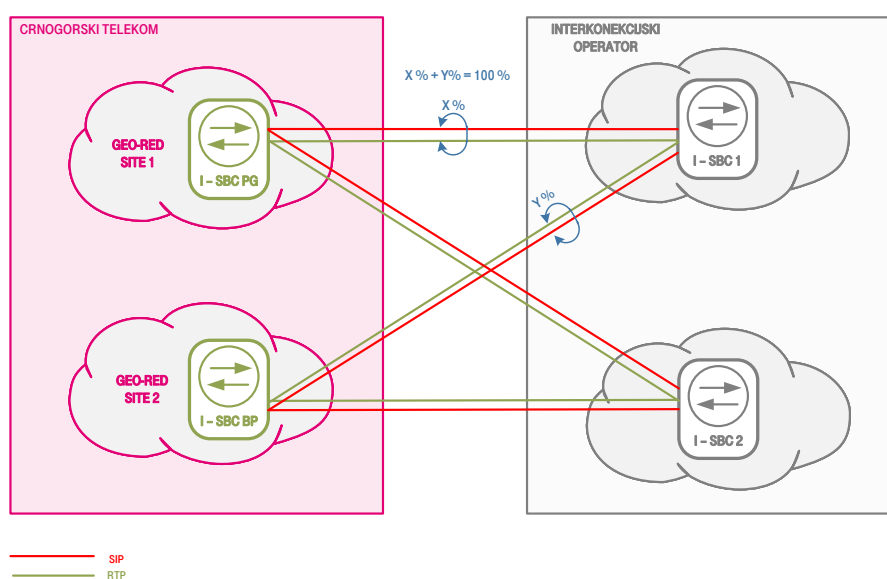 CRNOGORSKI TELEKOM
INTERKONEKCIJSKI
OPERATOR
X % + Y% = 100 %
X %
GEO-RED
SITE 1
I – SBC PG
I – SBC 1
Y %
GEO-RED
SITE 2
I – SBC BP
I – SBC 2
SIP
RTP